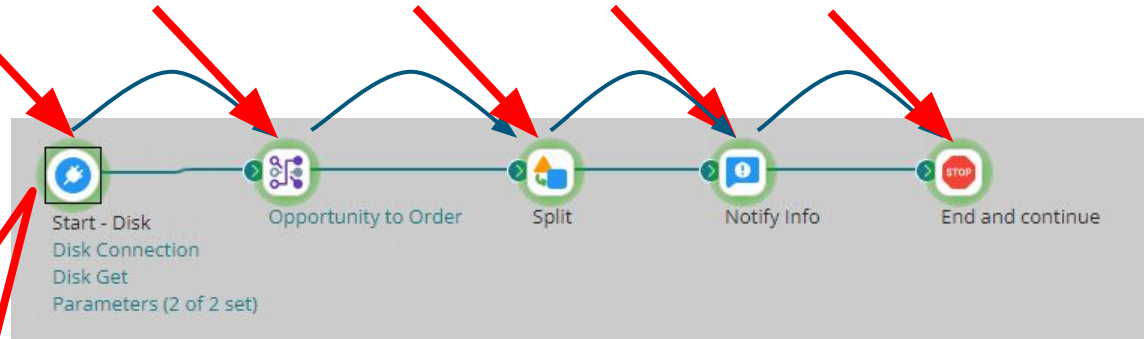 STOP
Start - Disk
Disk Connection
Disk Get
Parameters (2 of 2 set)
Opportunity to Order
Split
Notify Info
End and continue